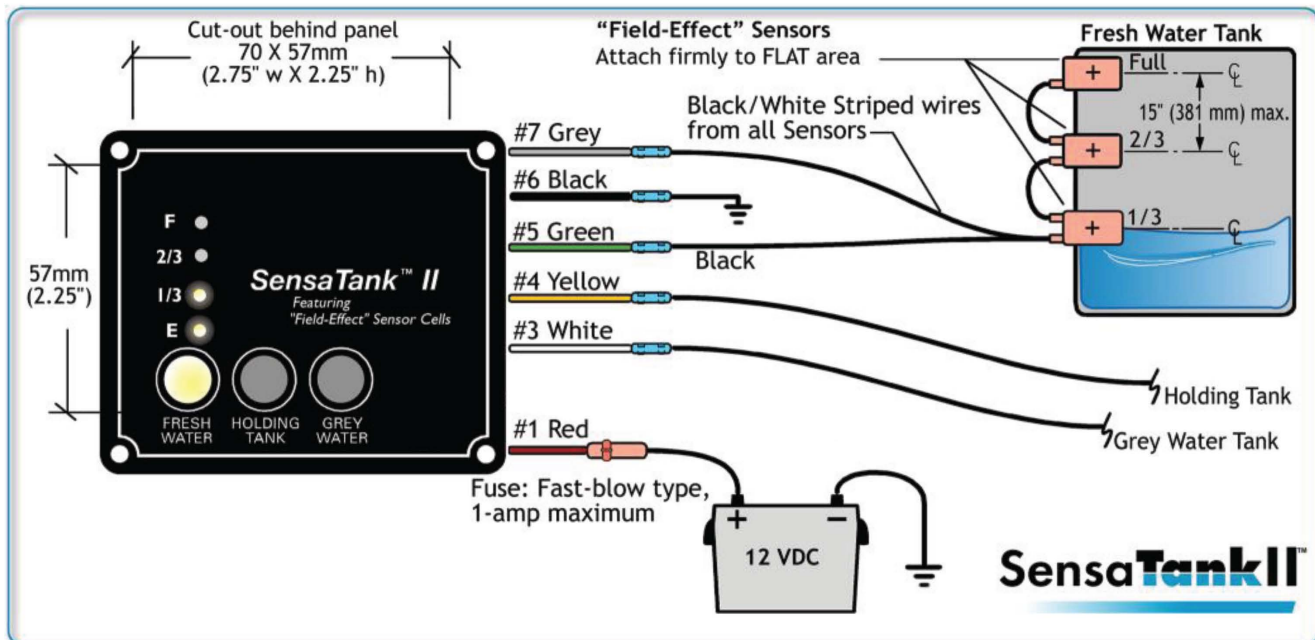 Cut-out behind panel
70 X 57mm
(2.75" w X 2.25" h)
"Field-Effect" Sensors
Attach firmly to FLAT area
Fresh Water Tank
Full
℄
15" (381 mm) max.
2/3
℄
1/3
℄
Black/White Striped wires
from all Sensors
#7 Grey
#6 Black
#5 Green
Black
#4 Yellow
#3 White
#1 Red
57mm
(2.25")
F
2/3
1/3
E
SensaTank™ II
Featuring
"Field-Effect" Sensor Cells
FRESH
WATER
HOLDING
TANK
GREY
WATER
Holding Tank
Grey Water Tank
Fuse: Fast-blow type,
1-amp maximum
12 VDC
SensaTankII™